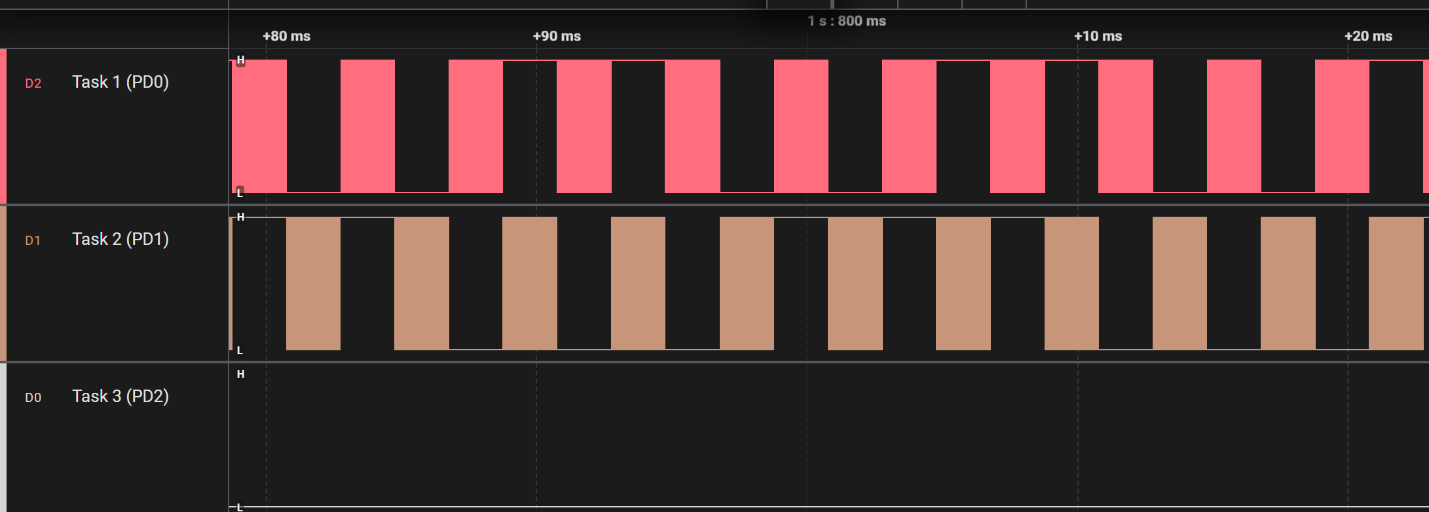 1 s : 800 ms
+80 ms +90 ms +10 ms +20 ms
H
D2 Task 1 (PD0)
L
H
D1 Task 2 (PD1)
L
H
D0 Task 3 (PD2)
L